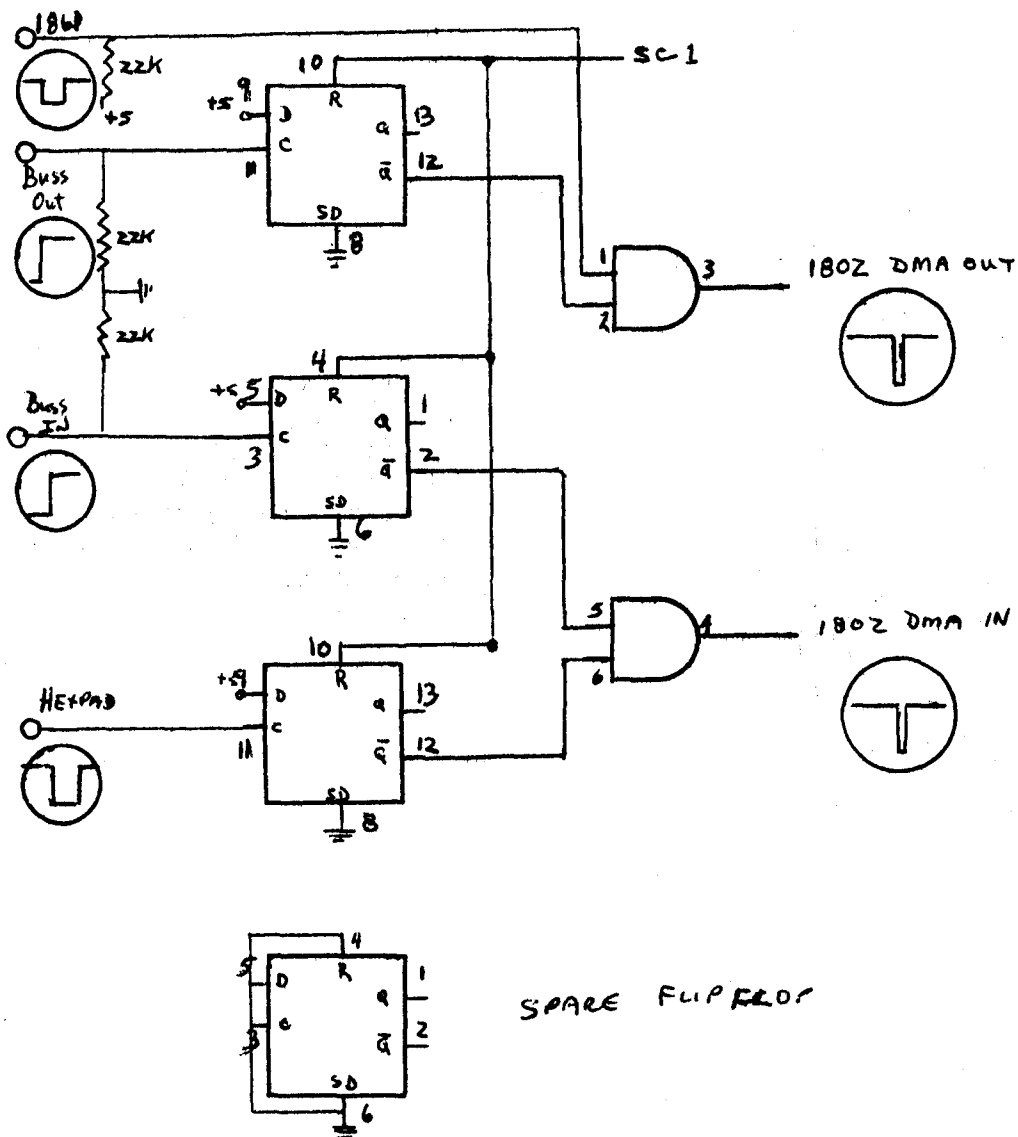 1861
22K
+5
10
SC1
R
+5
9
D
Q
13
C
11
Q̅
12
SD
8
Buss
Out
22K
22K
1
2
3
1802 DMA OUT
4
R
+5
5
D
Q
1
Buss
IN
C
3
Q̅
2
SD
6
5
6
4
1802 DMA IN
10
R
+5
9
D
Q
13
HEXPAD
C
11
Q̅
12
SD
8
4
R
5
D
Q
1
C
3
Q̅
2
SD
6
SPARE FLIPFLOP